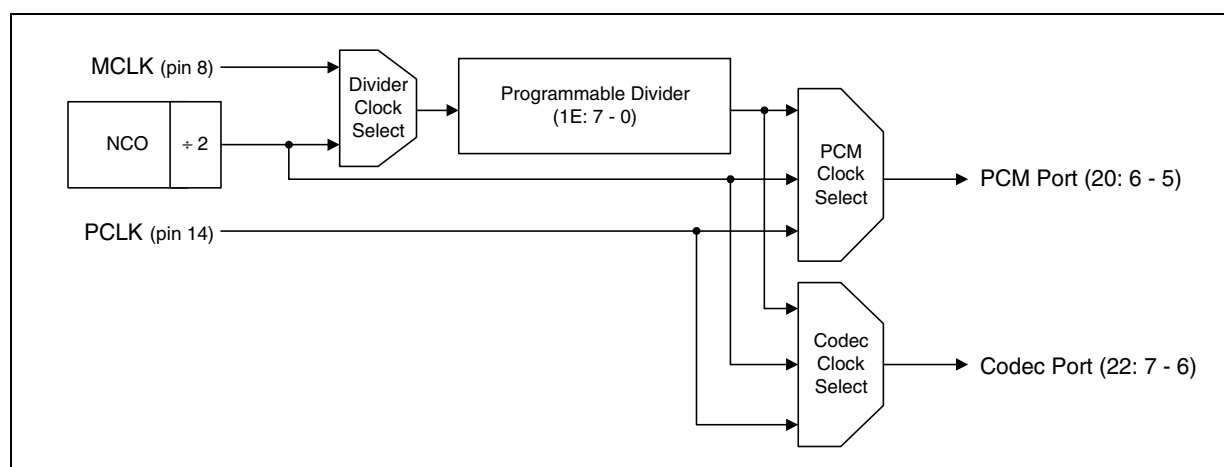 MCLK (pin 8)
Divider
Clock
Select
Programmable Divider
(1E: 7 - 0)
NCO
÷ 2
PCM
Clock
Select
PCM Port (20: 6 - 5)
PCLK (pin 14)
Codec
Clock
Select
Codec Port (22: 7 - 6)